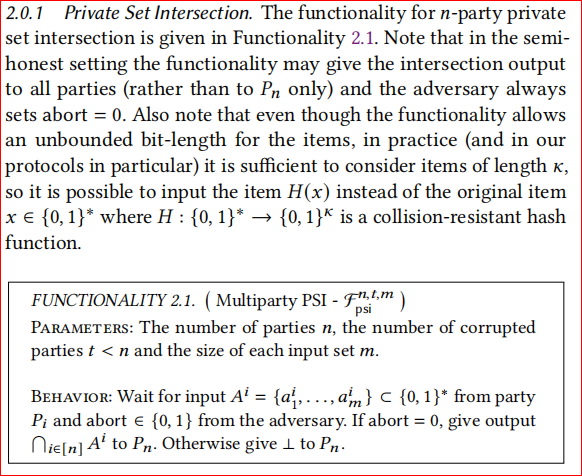 2.0.1 Private Set Intersection. The functionality for n-party private
set intersection is given in Functionality 2.1. Note that in the semi-
honest setting the functionality may give the intersection output
to all parties (rather than to Pₙ only) and the adversary always
sets abort = 0. Also note that even though the functionality allows
an unbounded bit-length for the items, in practice (and in our
protocols in particular) it is sufficient to consider items of length κ,
so it is possible to input the item H(x) instead of the original item
x ∈ {0, 1}* where H : {0, 1}* → {0, 1}^κ is a collision-resistant hash
function.
FUNCTIONALITY 2.1. ( Multiparty PSI - ℱ_psi^{n,t,m} )
Parameters: The number of parties n, the number of corrupted
parties t < n and the size of each input set m.
Behavior: Wait for input A^i = {a_1^i, . . . , a_m^i} ⊂ {0, 1}* from party
P_i and abort ∈ {0, 1} from the adversary. If abort = 0, give output
⋂_{i∈[n]} A^i to Pₙ. Otherwise give ⊥ to Pₙ.